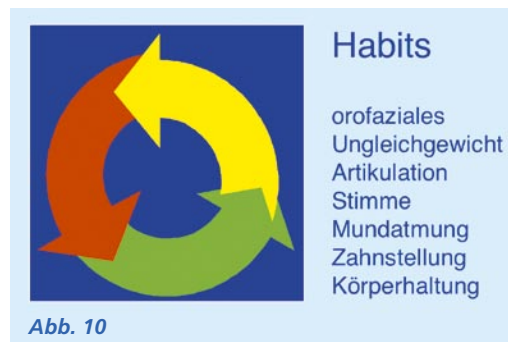 Habits
orofaziales
Ungleichgewicht
Artikulation
Stimme
Mundatmung
Zahnstellung
Körperhaltung
Abb. 10